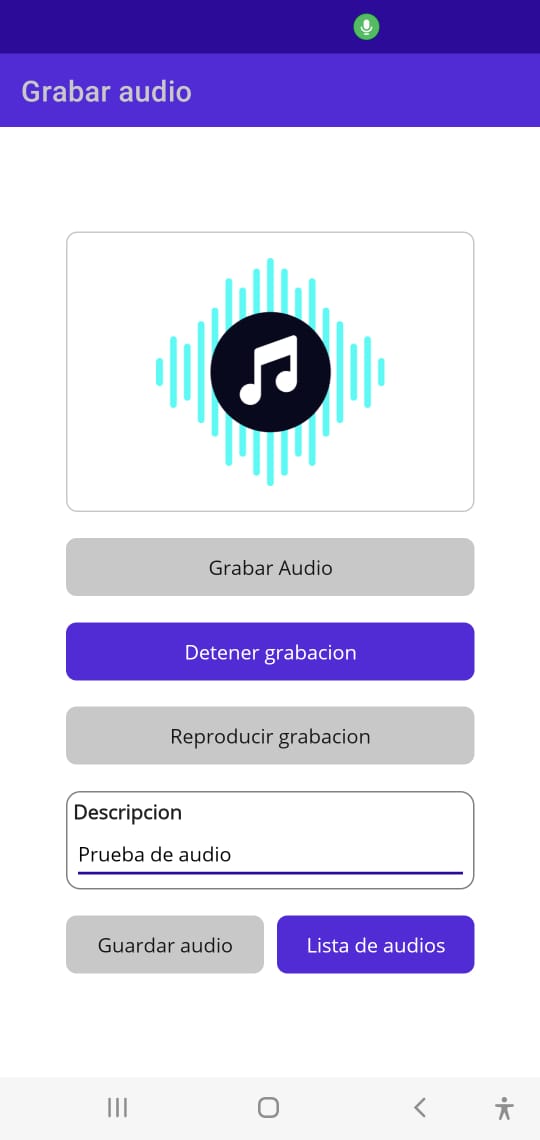 Grabar audio
Grabar Audio
Detener grabacion
Reproducir grabacion
Descripcion
Prueba de audio
Guardar audio
Lista de audios